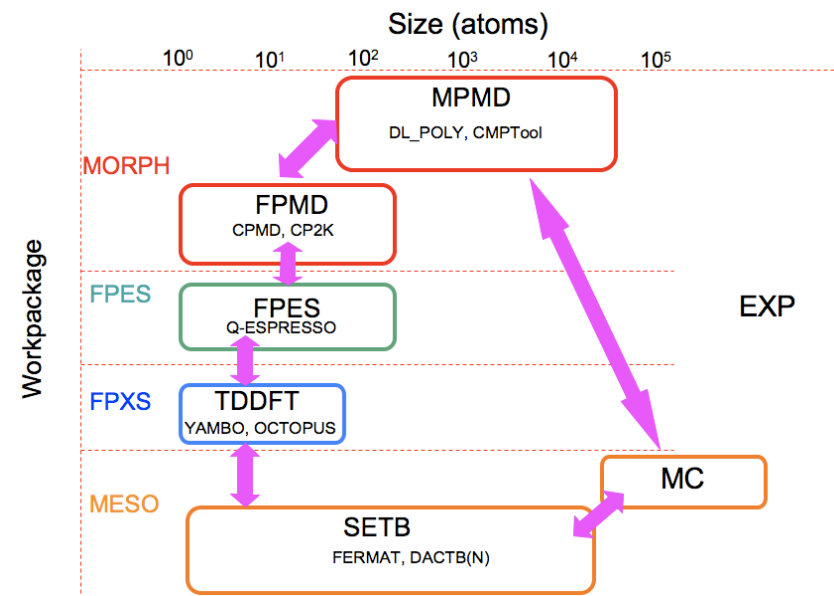 Size (atoms)
10⁰ 10¹ 10² 10³ 10⁴ 10⁵
Workpackage
MORPH
MPMD
DL_POLY, CMPTool
FPMD
CPMD, CP2K
FPES
FPES
Q-ESPRESSO
EXP
FPXS
TDDFT
YAMBO, OCTOPUS
MESO
MC
SETB
FERMAT, DACTB(N)